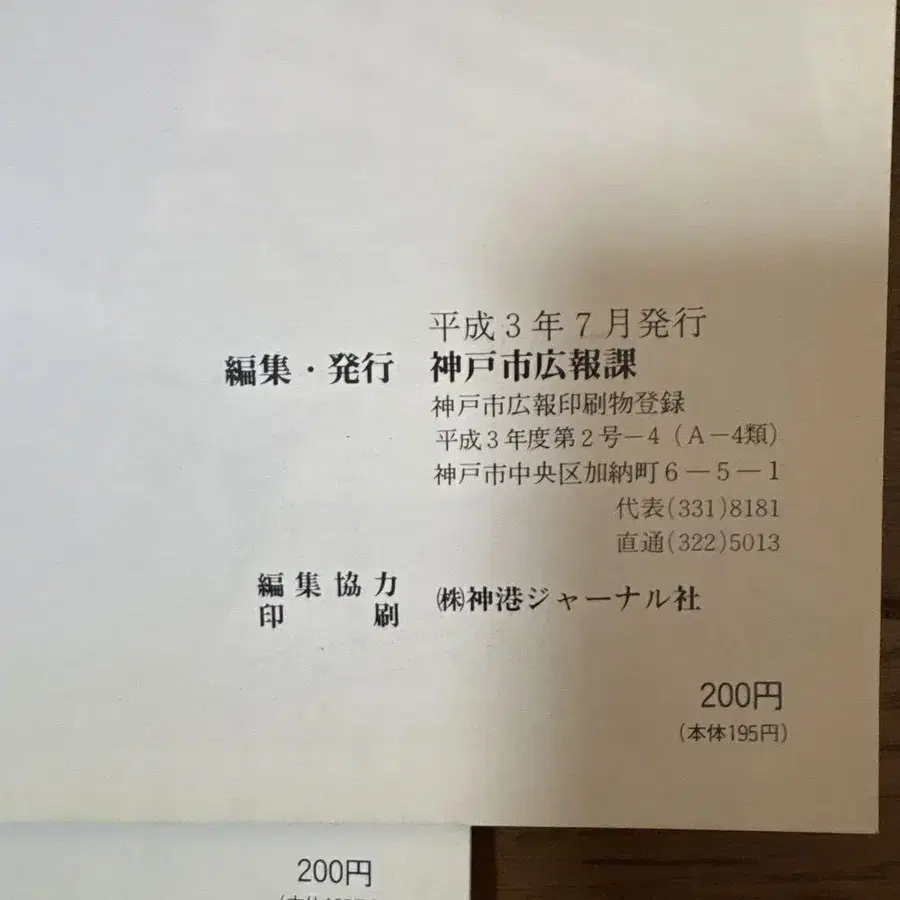 平成3年7月発行
編集・発行 神戸市広報課
神戸市広報印刷物登録
平成3年度第2号-4（A-4類）
神戸市中央区加納町6-5-1
代表(331)8181
直通(322)5013
編集協力
印刷 ㈱神港ジャーナル社
200円
（本体195円）
200円